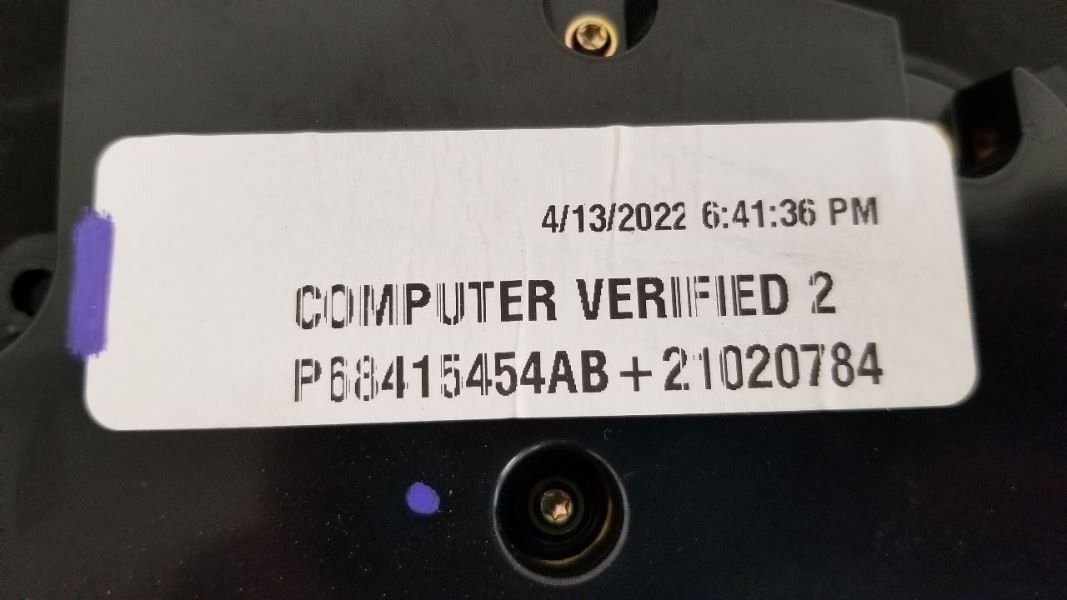 4/13/2022 6:41:36 PM
COMPUTER VERIFIED 2
P68415454AB+21020784